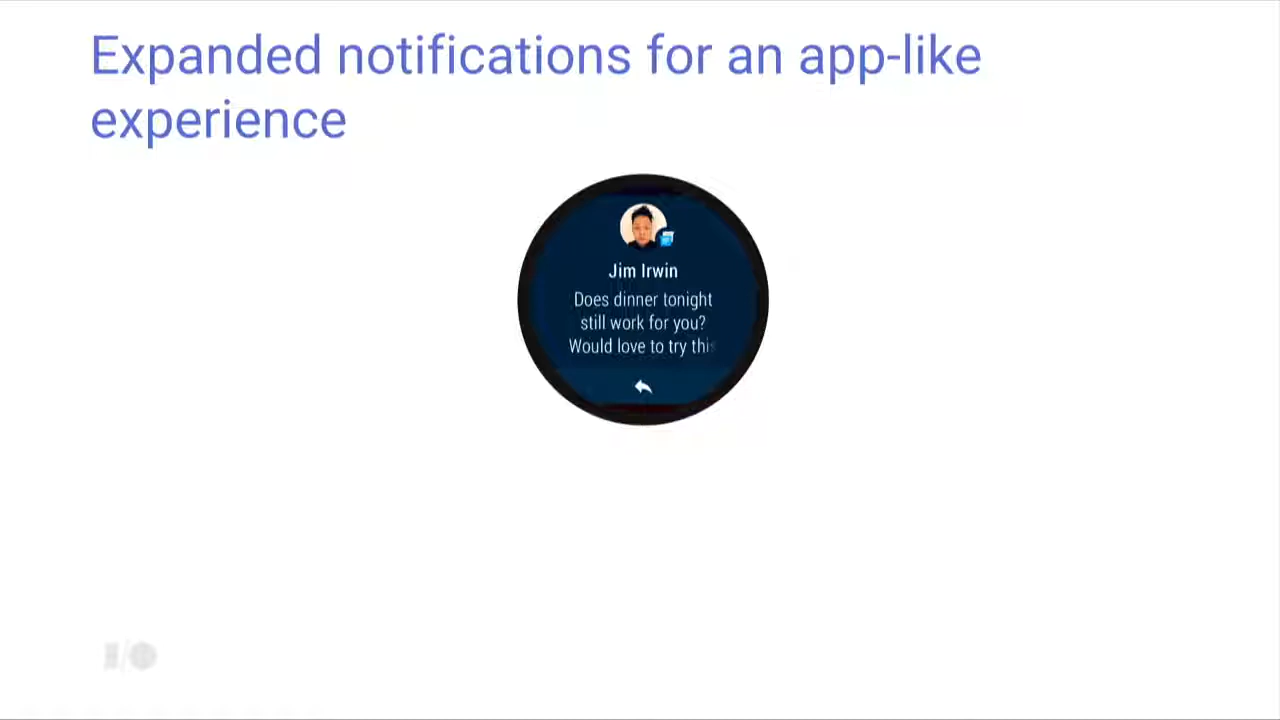 Expanded notifications for an app-like
experience
Jim Irwin
Does dinner tonight
still work for you?
Would love to try this
I/O